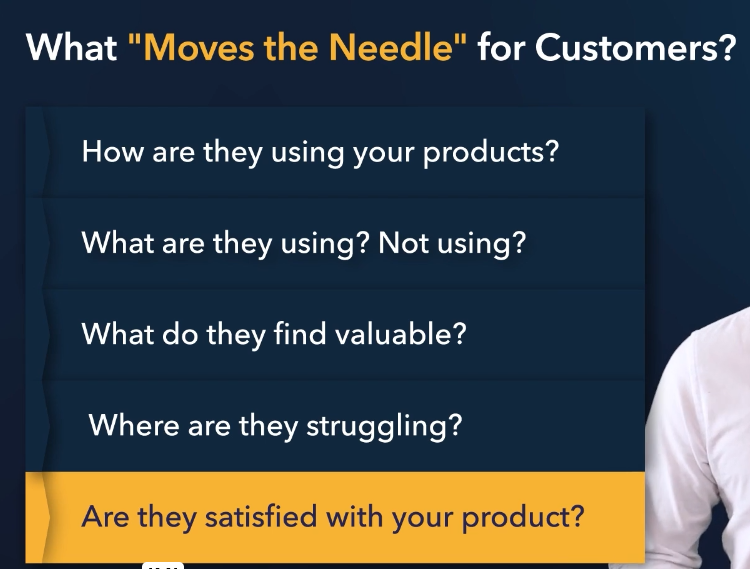 What "Moves the Needle" for Customers?
How are they using your products?
What are they using? Not using?
What do they find valuable?
Where are they struggling?
Are they satisfied with your product?